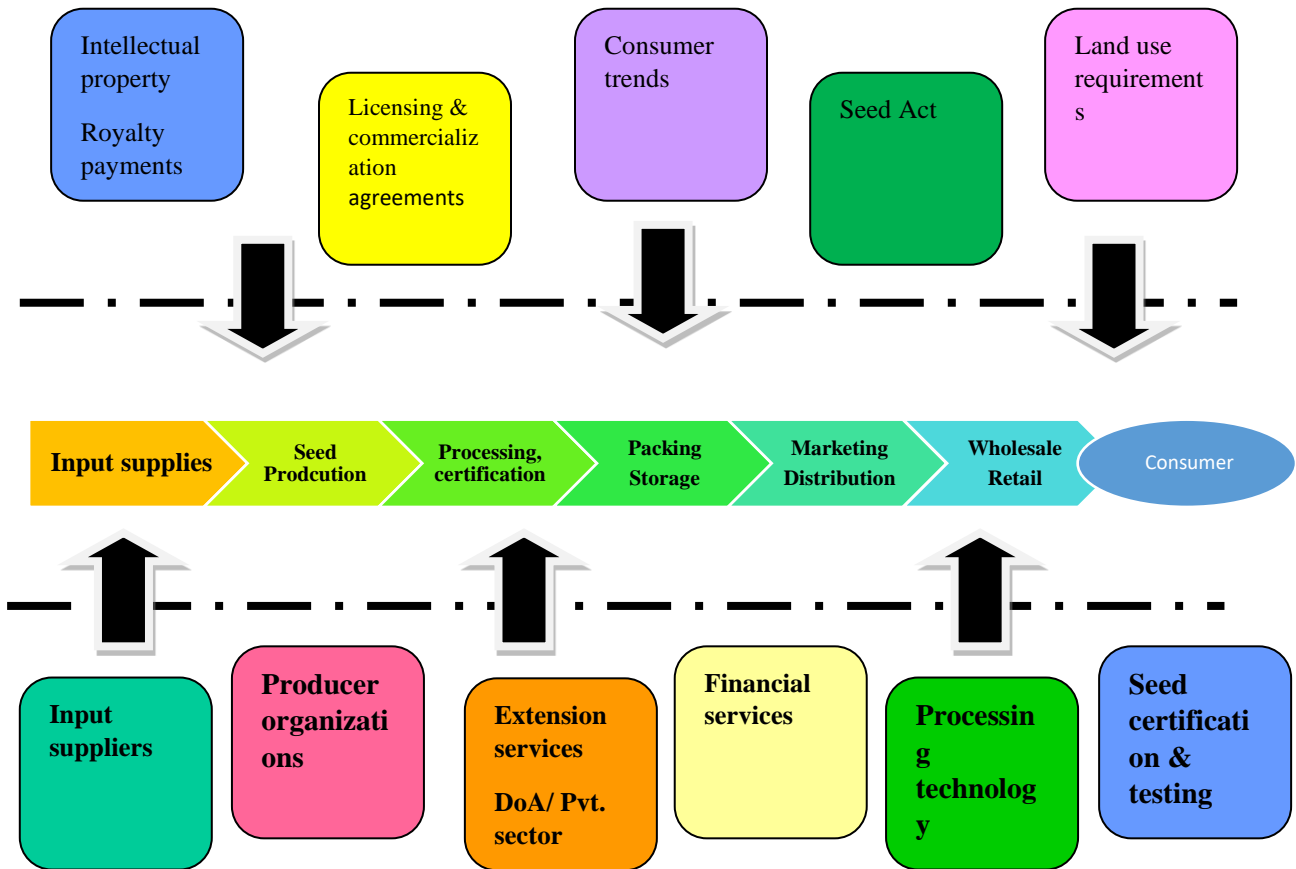 Intellectual
property
Royalty
payments
Licensing &
commercializ
ation
agreements
Consumer
trends
Seed Act
Land use
requirement
s
Input supplies
Seed
Prodcution
Processing,
certification
Packing
Storage
Marketing
Distribution
Wholesale
Retail
Consumer
Input
suppliers
Producer
organizati
ons
Extension
services
DoA/ Pvt.
sector
Financial
services
Processin
g
technolog
y
Seed
certificati
on &
testing